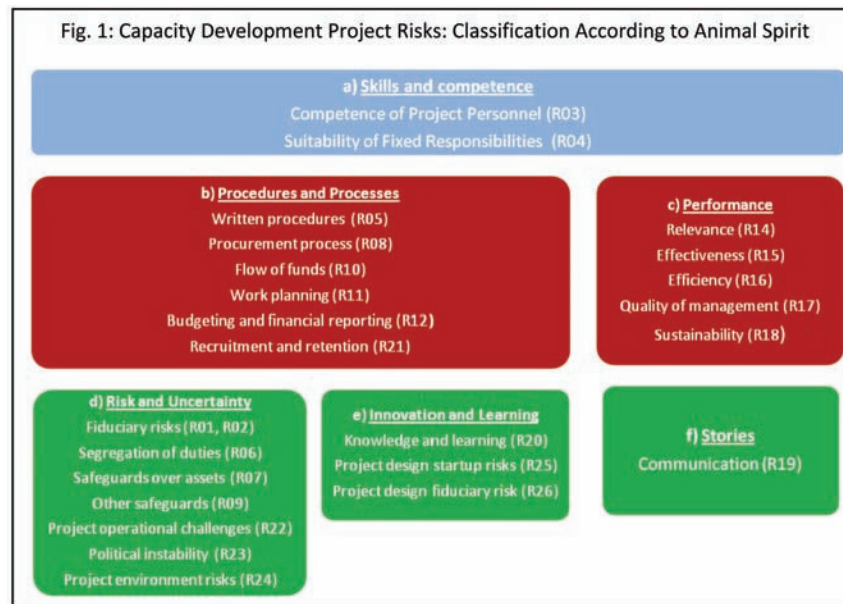 Fig. 1: Capacity Development Project Risks: Classification According to Animal Spirit
a) Skills and competence
Competence of Project Personnel (R03)
Suitability of Fixed Responsibilities (R04)
b) Procedures and Processes
Written procedures (R05)
Procurement process (R08)
Flow of funds (R10)
Work planning (R11)
Budgeting and financial reporting (R12)
Recruitment and retention (R21)
c) Performance
Relevance (R14)
Effectiveness (R15)
Efficiency (R16)
Quality of management (R17)
Sustainability (R18)
d) Risk and Uncertainty
Fiduciary risks (R01, R02)
Segregation of duties (R06)
Safeguards over assets (R07)
Other safeguards (R09)
Project operational challenges (R22)
Political instability (R23)
Project environment risks (R24)
e) Innovation and Learning
Knowledge and learning (R20)
Project design startup risks (R25)
Project design fiduciary risk (R26)
f) Stories
Communication (R19)